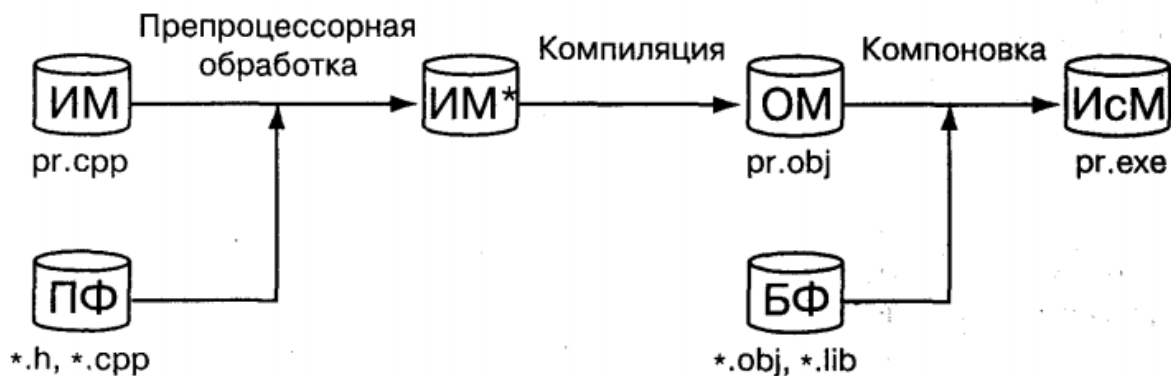 Препроцессорная
обработка
Компиляция
Компоновка
ИМ
ИМ*
ОМ
ИсМ
pr.cpp
pr.obj
pr.exe
ПФ
БФ
*.h, *.cpp
*.obj, *.lib